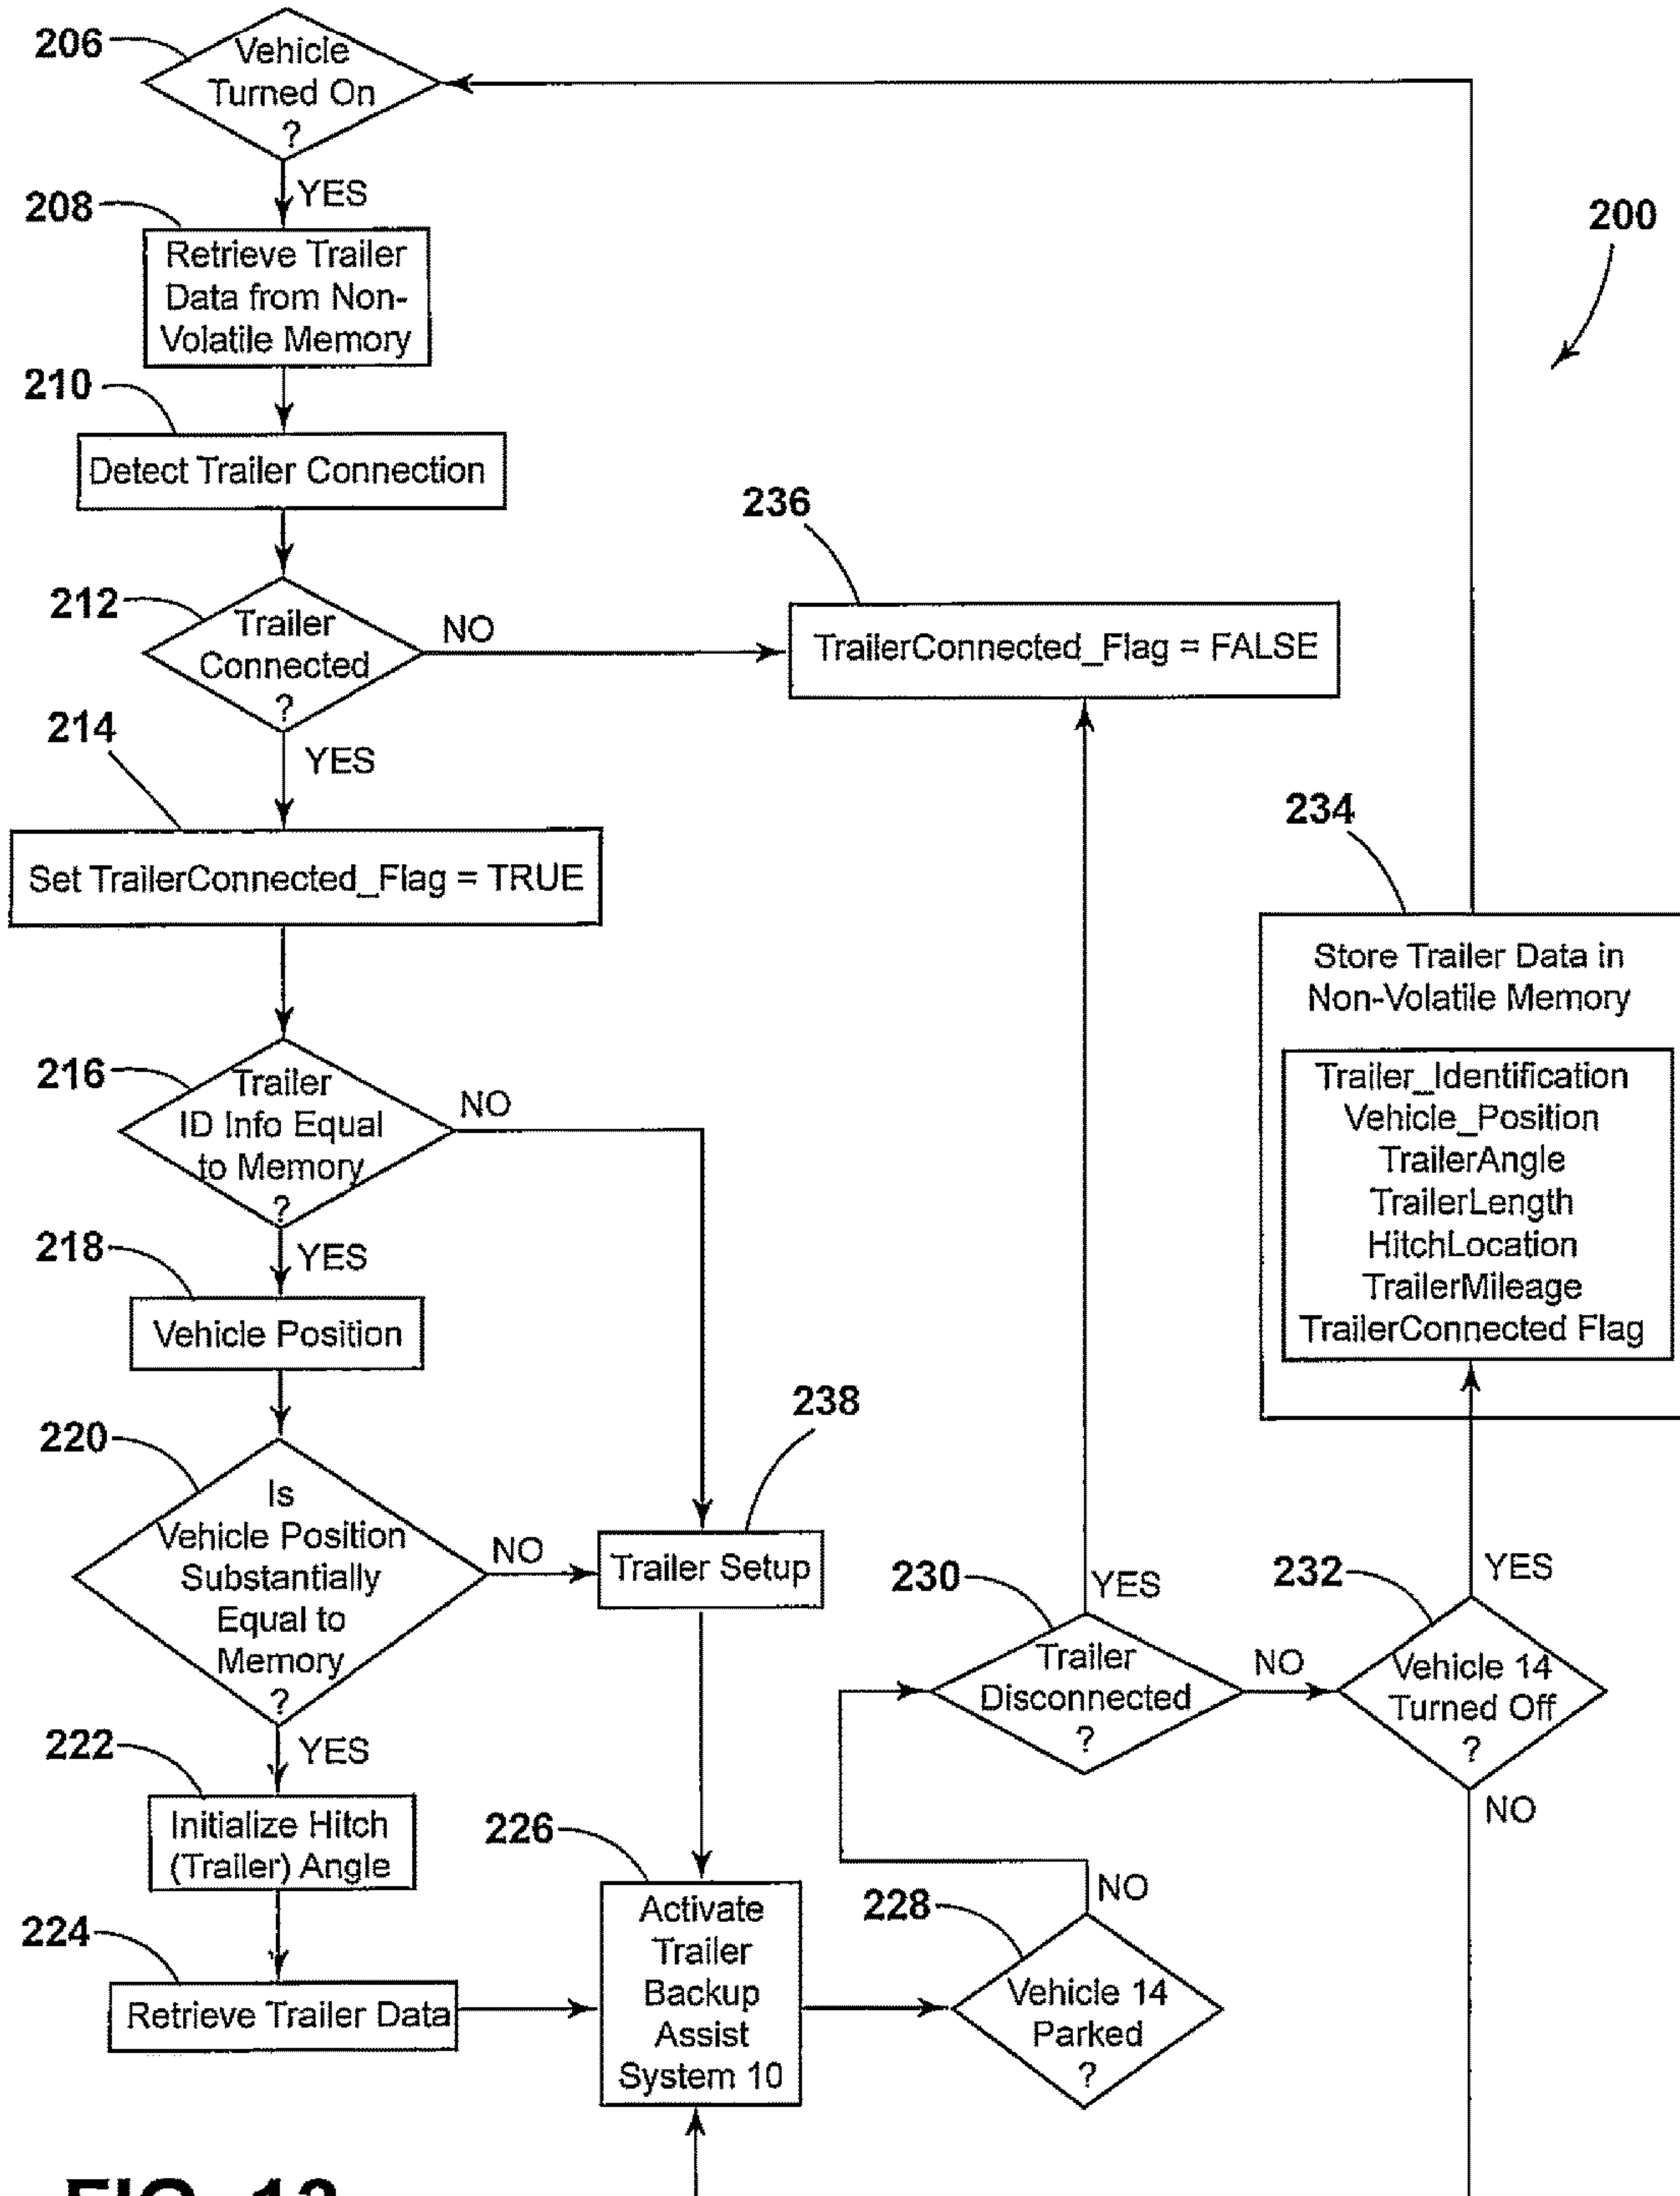 206
Vehicle
Turned On
?
YES
208
Retrieve Trailer
Data from Non-
Volatile Memory
200
210
Detect Trailer Connection
236
212
Trailer
Connected
?
NO
TrailerConnected_Flag = FALSE
YES
214
Set TrailerConnected_Flag = TRUE
234
Store Trailer Data in
Non-Volatile Memory
Trailer_Identification
Vehicle_Position
TrailerAngle
TrailerLength
HitchLocation
TrailerMileage
TrailerConnected Flag
216
Trailer
ID Info Equal
to Memory
?
NO
YES
218
Vehicle Position
238
220
Is
Vehicle Position
Substantially
Equal to
Memory
?
NO
Trailer Setup
YES
230
Trailer
Disconnected
?
YES
NO
232
Vehicle 14
Turned Off
?
YES
NO
222
Initialize Hitch
(Trailer) Angle
224
Retrieve Trailer Data
226
Activate
Trailer
Backup
Assist
System 10
228
Vehicle 14
Parked
?
NO